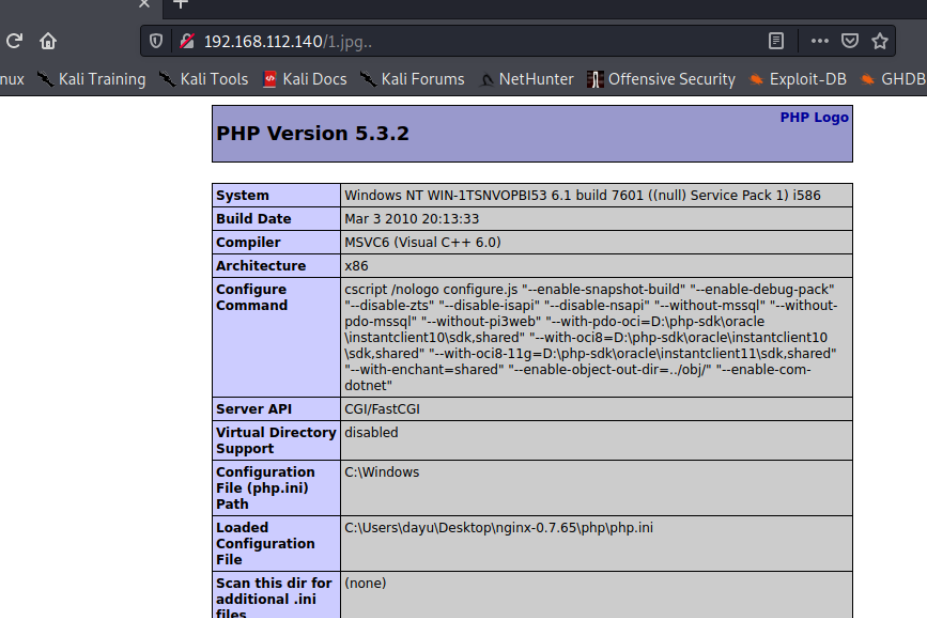 192.168.112.140/1.jpg..
nux Kali Training Kali Tools Kali Docs Kali Forums NetHunter Offensive Security Exploit-DB GHDB
PHP Logo
PHP Version 5.3.2
System Windows NT WIN-1TSNVOPBI53 6.1 build 7601 ((null) Service Pack 1) i586
Build Date Mar 3 2010 20:13:33
Compiler MSVC6 (Visual C++ 6.0)
Architecture x86
Configure cscript /nologo configure.js "--enable-snapshot-build" "--enable-debug-pack"
Command "--disable-zts" "--disable-isapi" "--disable-nsapi" "--without-mssql" "--without-
pdo-mssql" "--without-pi3web" "--with-pdo-oci=D:\php-sdk\oracle
\instantclient10\sdk,shared" "--with-oci8=D:\php-sdk\oracle\instantclient10
\sdk,shared" "--with-oci8-11g=D:\php-sdk\oracle\instantclient11\sdk,shared"
"--with-enchant=shared" "--enable-object-out-dir=../obj/" "--enable-com-
dotnet"
Server API CGI/FastCGI
Virtual Directory disabled
Support
Configuration C:\Windows
File (php.ini)
Path
Loaded C:\Users\dayu\Desktop\nginx-0.7.65\php\php.ini
Configuration
File
Scan this dir for (none)
additional .ini
files